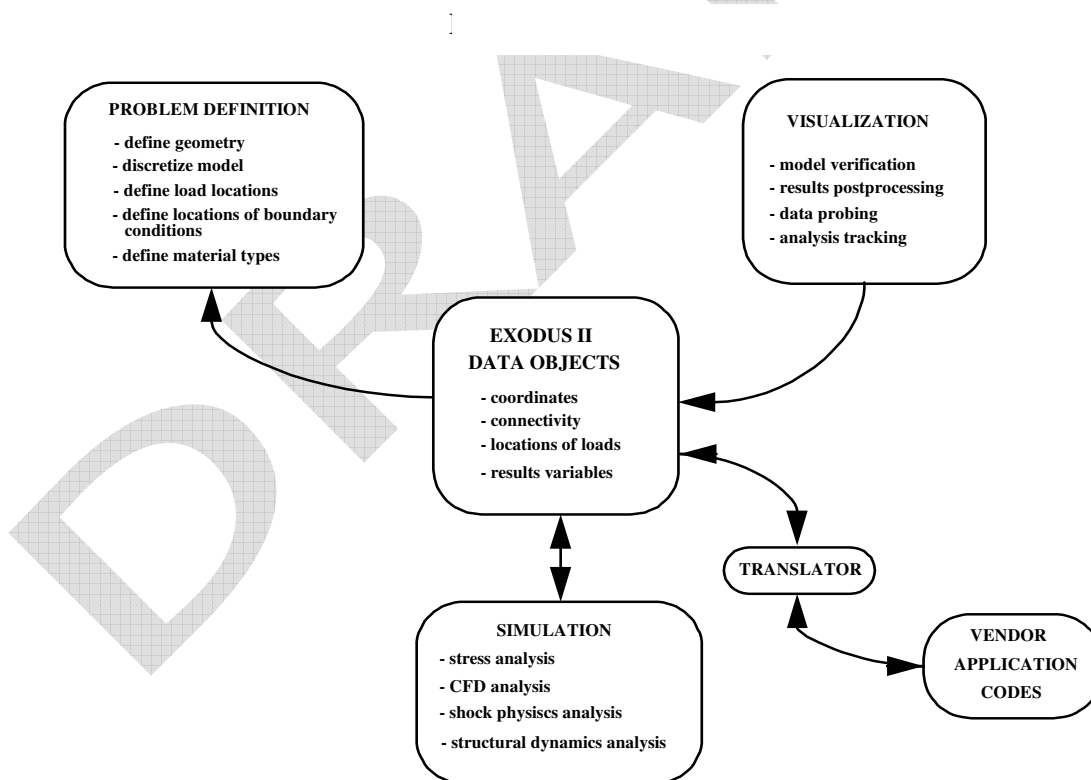 PROBLEM DEFINITION
- define geometry
- discretize model
- define load locations
- define locations of boundary
conditions
- define material types
VISUALIZATION
- model verification
- results postprocessing
- data probing
- analysis tracking
EXODUS II
DATA OBJECTS
- coordinates
- connectivity
- locations of loads
- results variables
TRANSLATOR
SIMULATION
- stress analysis
- CFD analysis
- shock physiscs analysis
- structural dynamics analysis
VENDOR
APPLICATION
CODES